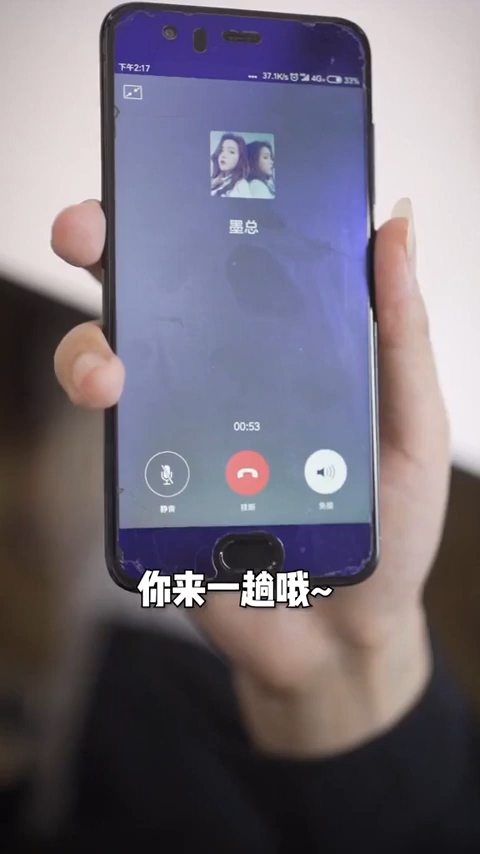 下午2:17
... 37.1K/s 4G 33%
墨总
00:53
静音 挂断 免提
你来一趟哦~